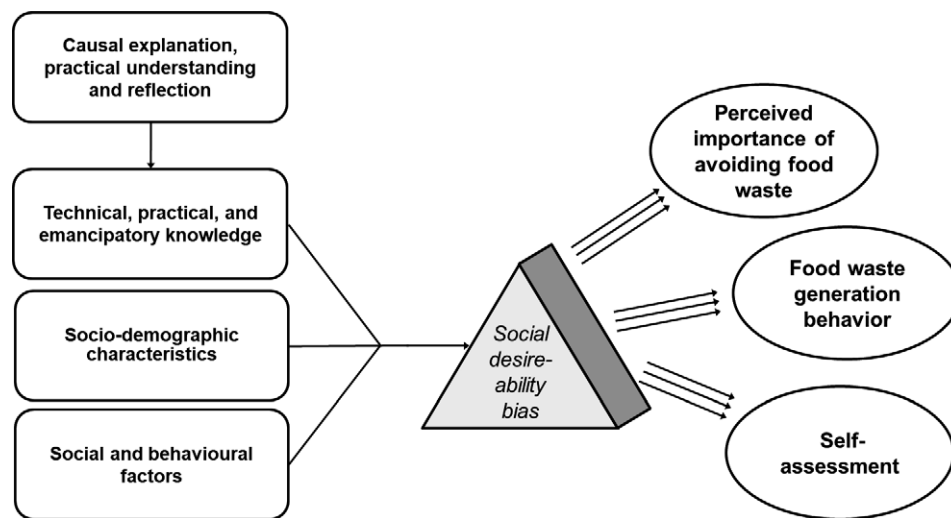 Causal explanation,
practical understanding
and reflection
Technical, practical, and
emancipatory knowledge
Socio-demographic
characteristics
Social and behavioural
factors
Social
desire-
ability
bias
Perceived
importance of
avoiding food
waste
Food waste
generation
behavior
Self-
assessment